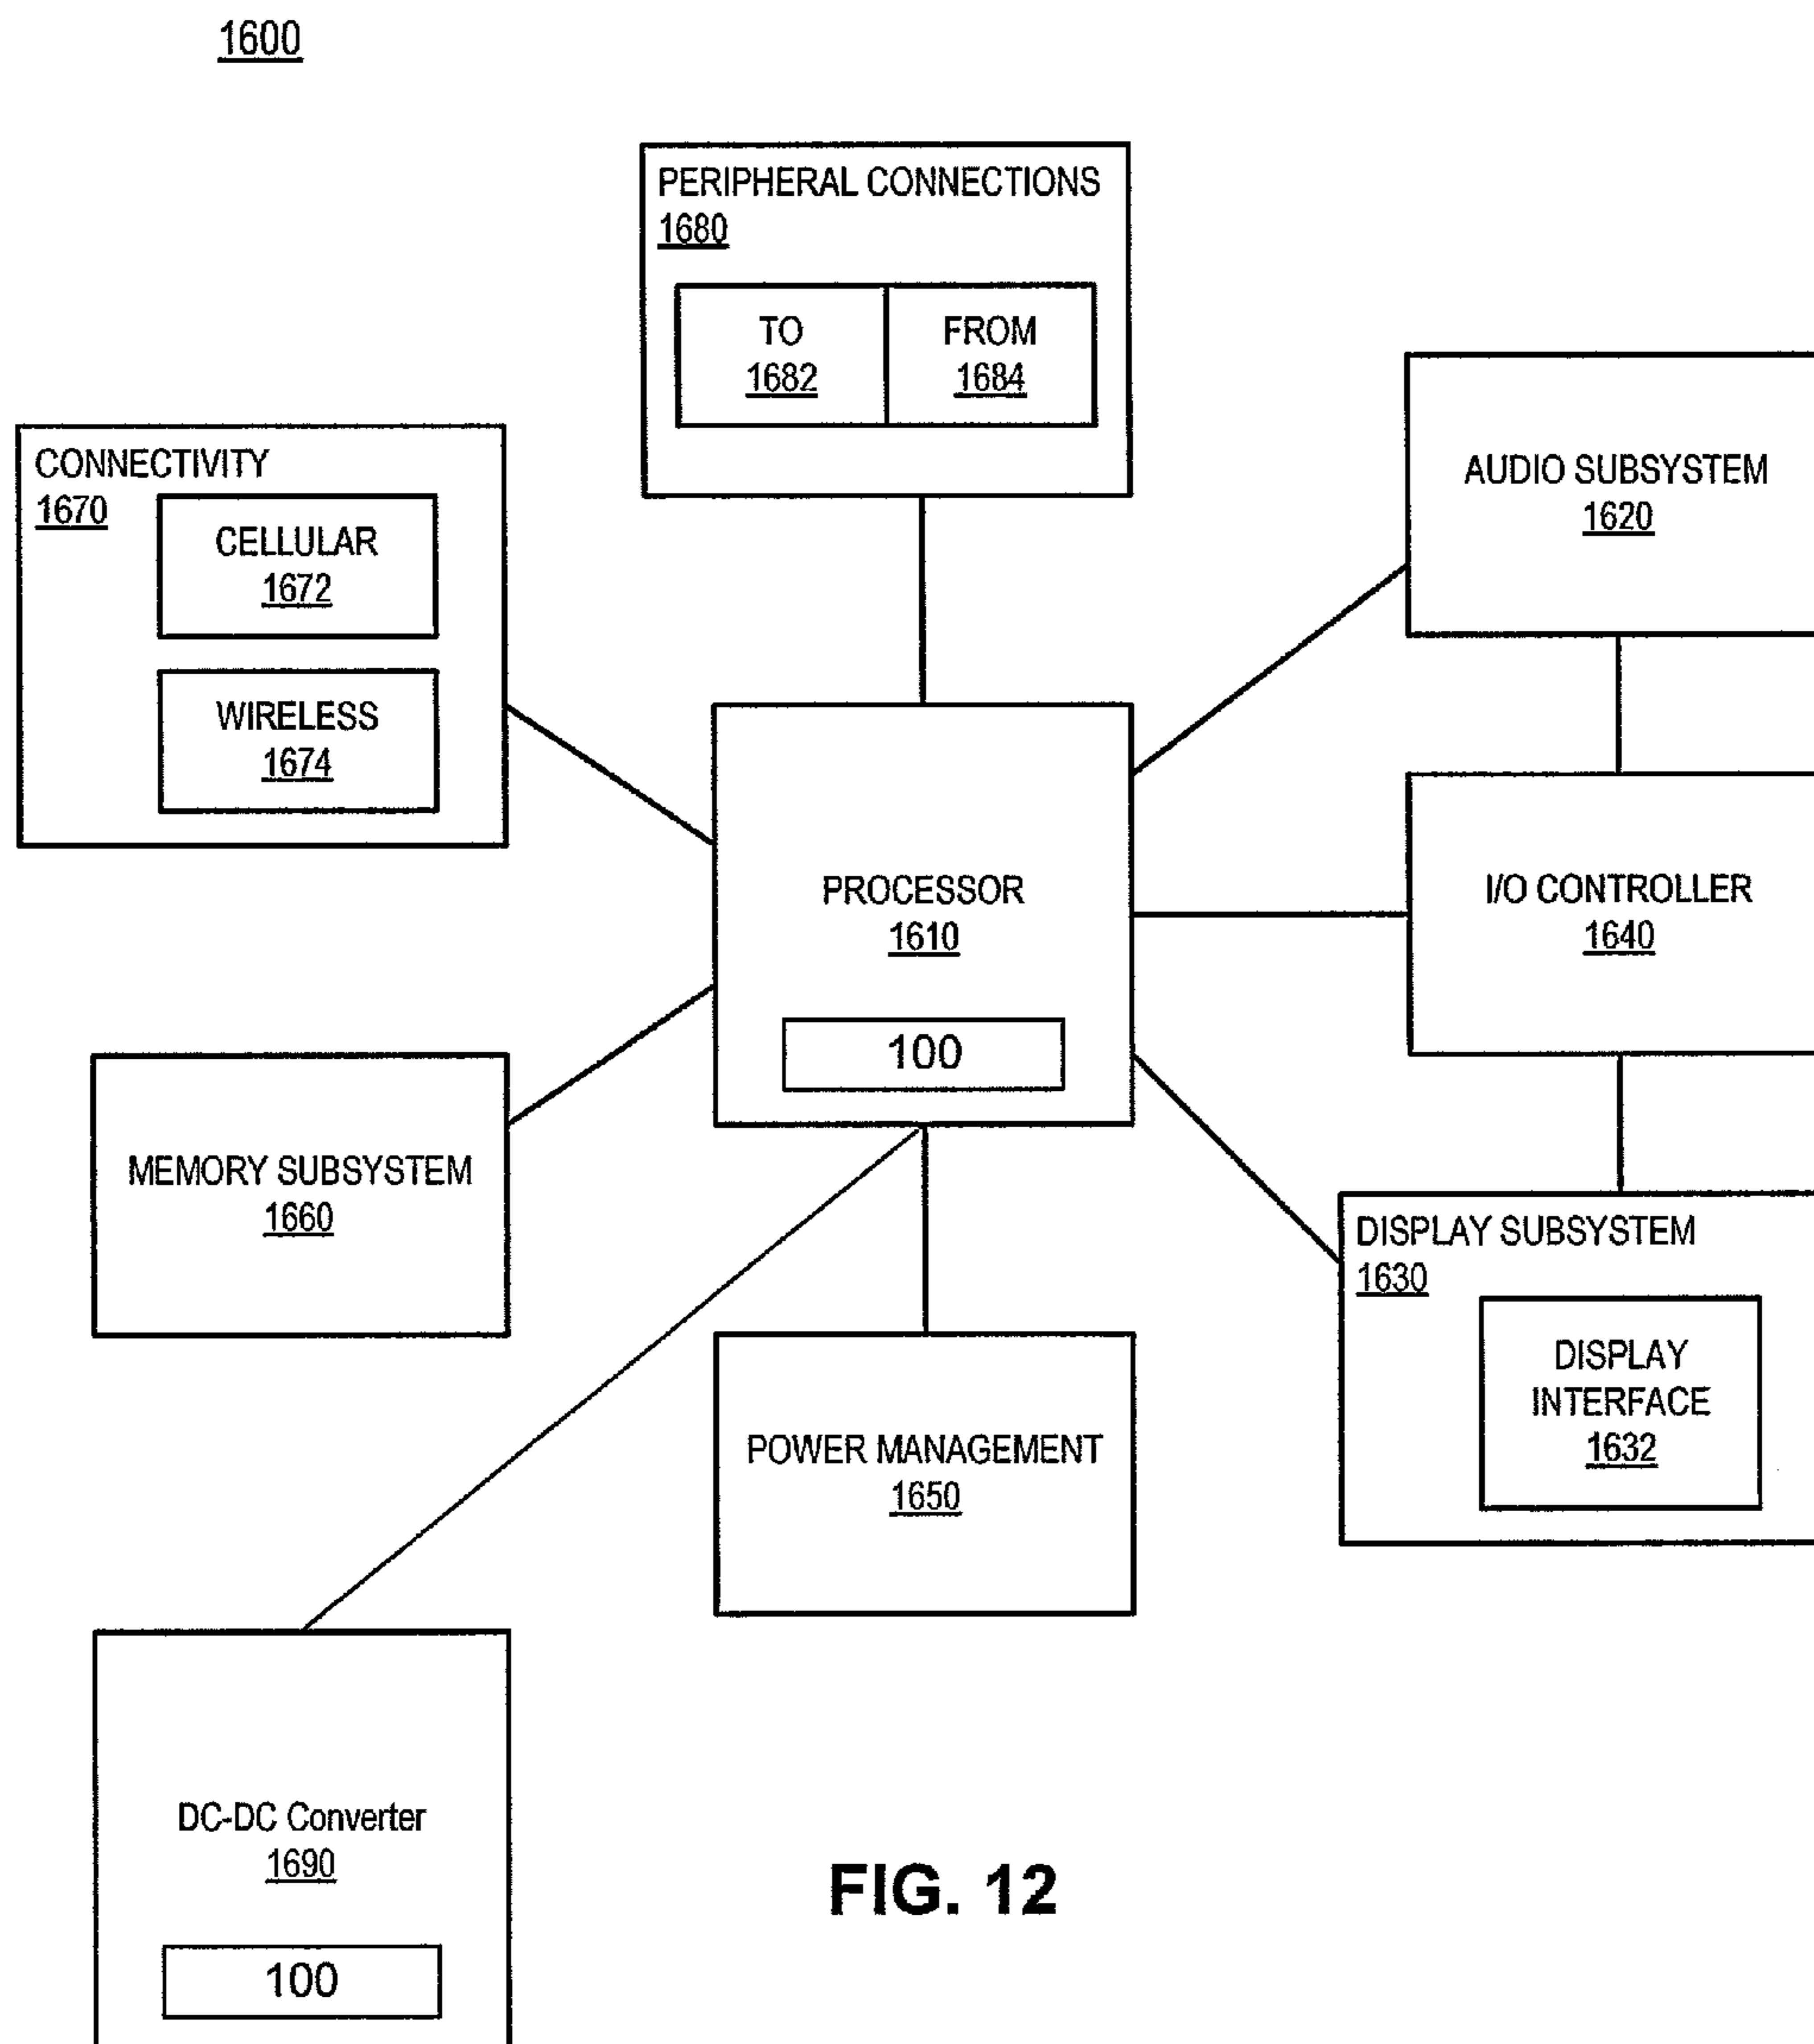 1600
PERIPHERAL CONNECTIONS
1680
TO
1682
FROM
1684
AUDIO SUBSYSTEM
1620
CONNECTIVITY
1670
CELLULAR
1672
WIRELESS
1674
PROCESSOR
1610
100
I/O CONTROLLER
1640
MEMORY SUBSYSTEM
1660
DISPLAY SUBSYSTEM
1630
DISPLAY
INTERFACE
1632
POWER MANAGEMENT
1650
DC-DC Converter
1690
100
FIG. 12